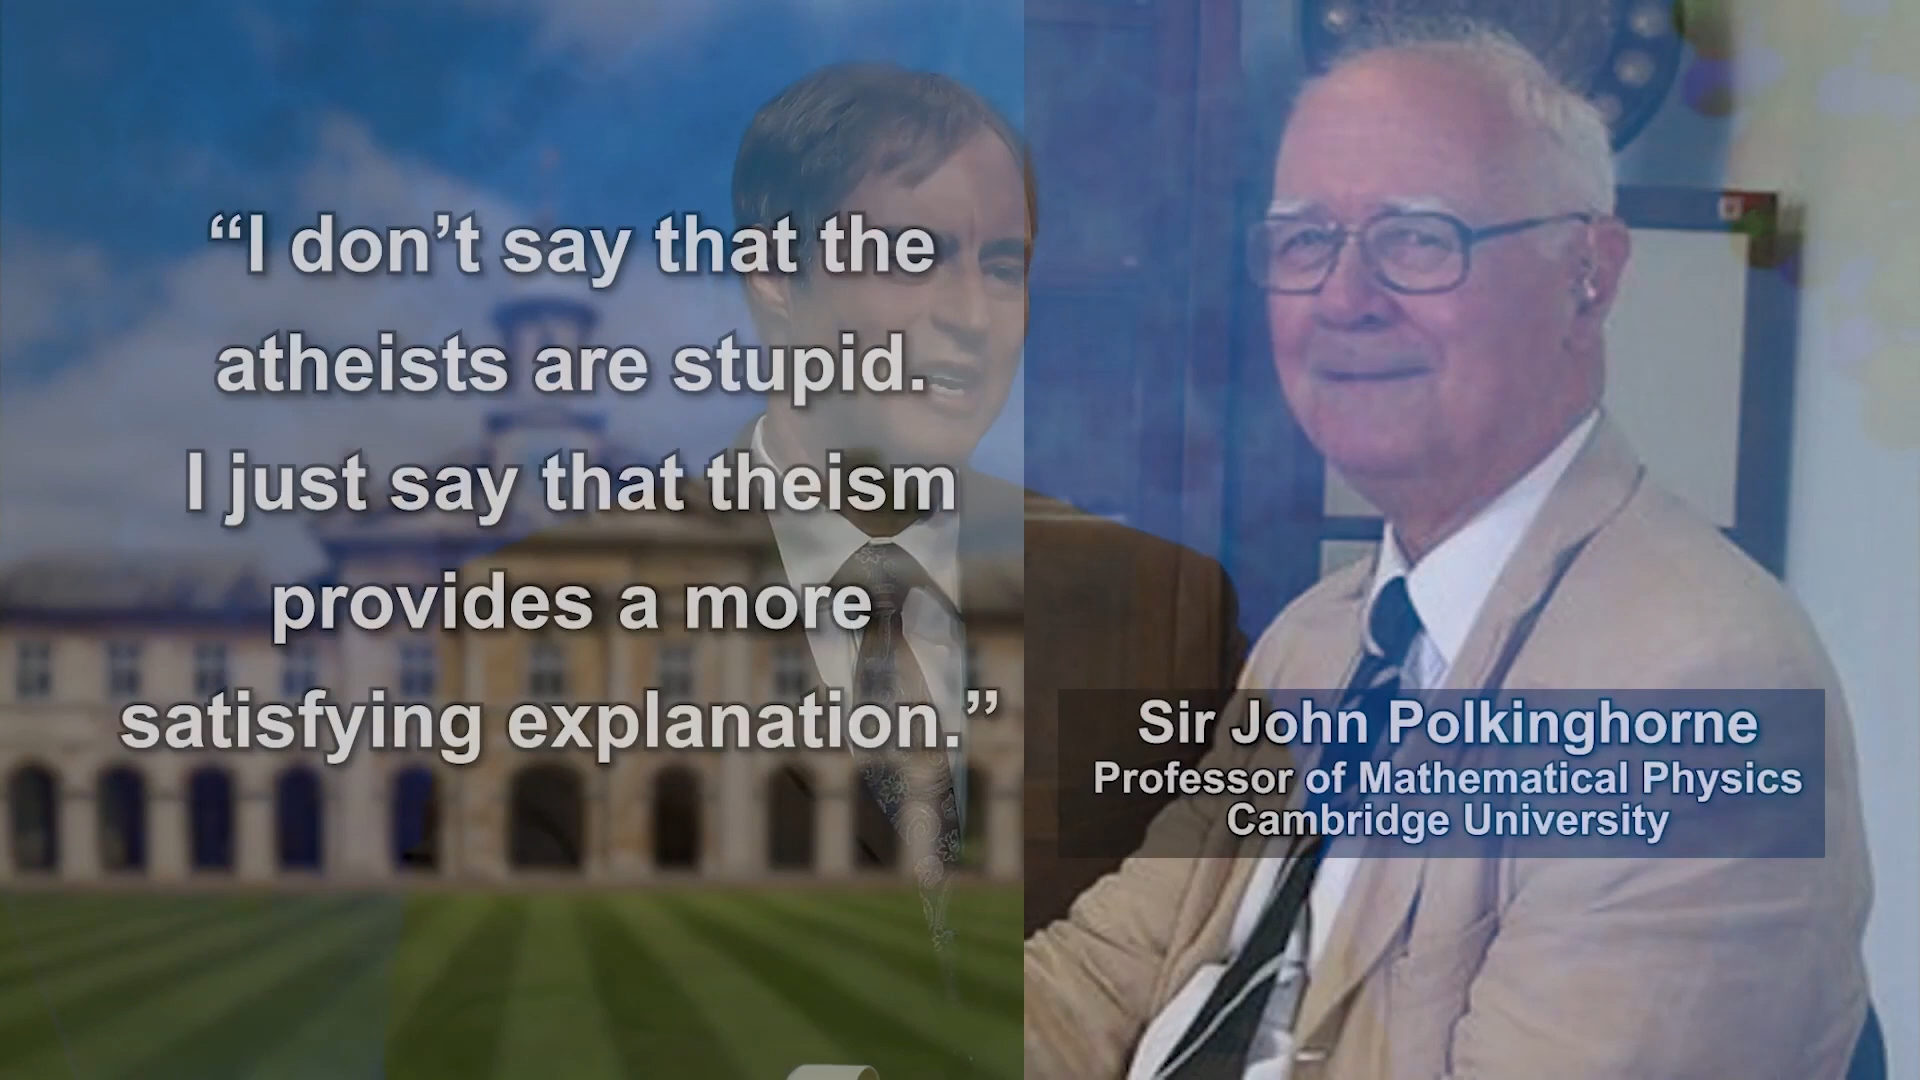 “I don’t say that the
atheists are stupid.
I just say that theism
provides a more
satisfying explanation.”
Sir John Polkinghorne
Professor of Mathematical Physics
Cambridge University